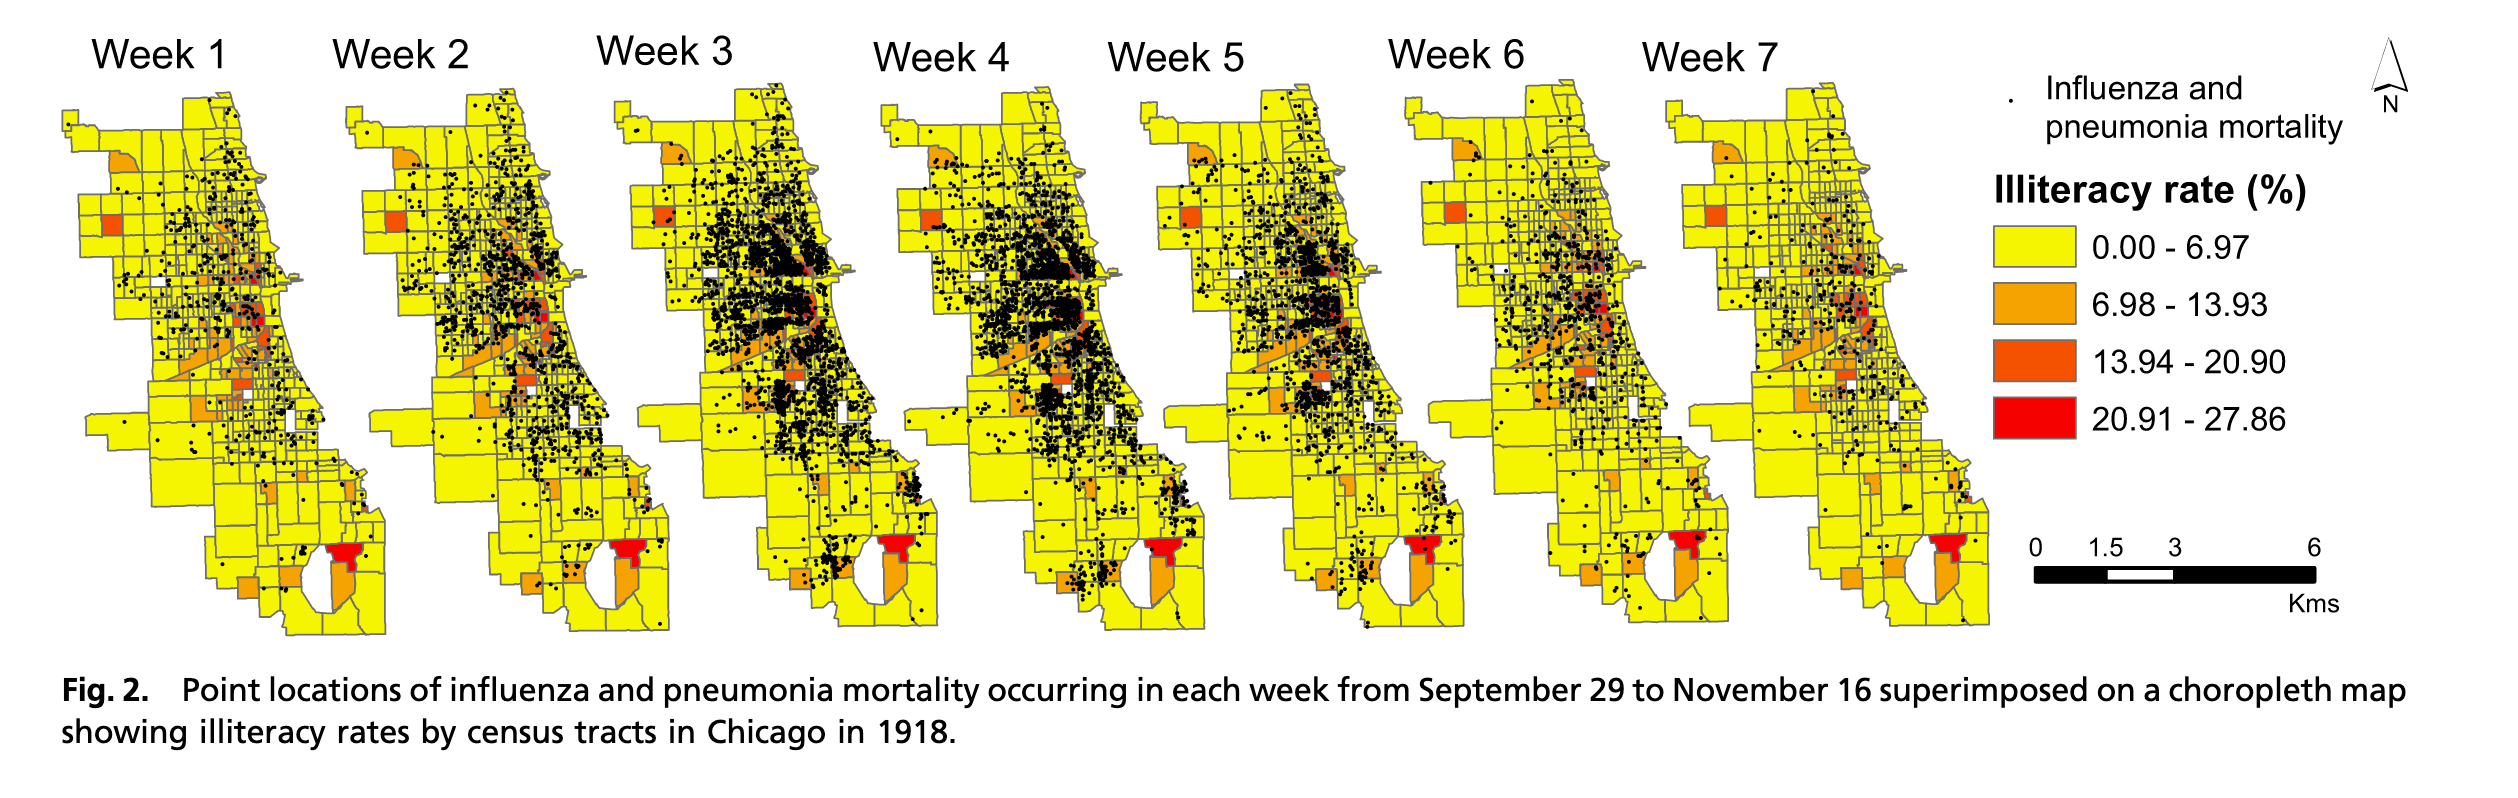 Week 1
Week 2
Week 3
Week 4
Week 5
Week 6
Week 7
N
Influenza and
pneumonia mortality
Illiteracy rate (%)
0.00 - 6.97
6.98 - 13.93
13.94 - 20.90
20.91 - 27.86
0 1.5 3 6
Kms
Fig. 2. Point locations of influenza and pneumonia mortality occurring in each week from September 29 to November 16 superimposed on a choropleth map
showing illiteracy rates by census tracts in Chicago in 1918.